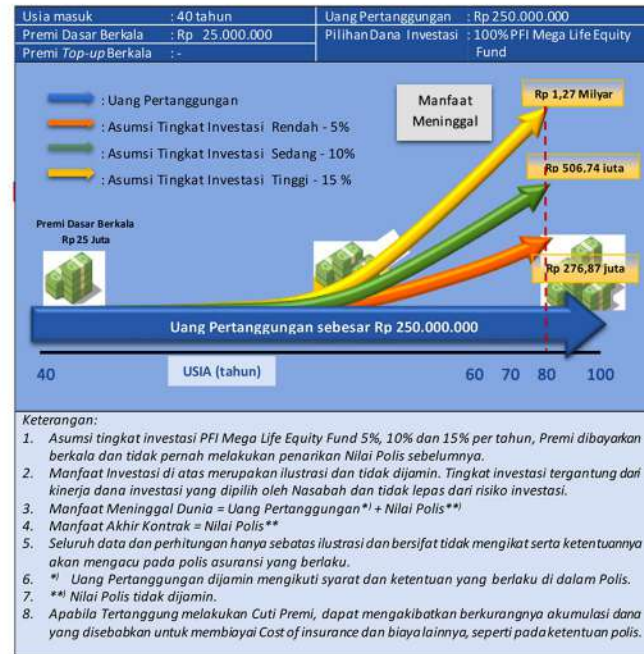 Usia masuk : 40 tahun
Uang Pertanggungan : Rp 250.000.000
Premi Dasar Berkala : Rp 25.000.000
Pilihan Dana Investasi : 100% PFI Mega Life Equity
Fund
Premi Top-up Berkala : -
: Uang Pertanggungan
: Asumsi Tingkat Investasi Rendah - 5%
: Asumsi Tingkat Investasi Sedang - 10%
: Asumsi Tingkat Investasi Tinggi - 15 %
Manfaat
Meninggal
Rp 1,27 Milyar
Rp 506,74 juta
Rp 276,87 juta
Premi Dasar Berkala
Rp 25 Juta
Uang Pertanggungan sebesar Rp 250.000.000
40 USIA (tahun) 60 70 80 100
Keterangan:
1. Asumsi tingkat investasi PFI Mega Life Equity Fund 5%, 10% dan 15% per tahun, Premi dibayarkan
berkala dan tidak pernah melakukan penarikan Nilai Polis sebelumnya.
2. Manfaat Investasi di atas merupakan ilustrasi dan tidak dijamin. Tingkat investasi tergantung dari
kinerja dana investasi yang dipilih oleh Nasabah dan tidak lepas dari risiko investasi.
3. Manfaat Meninggal Dunia = Uang Pertanggungan*) + Nilai Polis**)
4. Manfaat Akhir Kontrak = Nilai Polis**
5. Seluruh data dan perhitungan hanya sebatas ilustrasi dan bersifat tidak mengikat serta ketentuannya
akan mengacu pada polis asuransi yang berlaku.
6. *) Uang Pertanggungan dijamin mengikuti syarat dan ketentuan yang berlaku di dalam Polis.
7. **) Nilai Polis tidak dijamin.
8. Apabila Tertanggung melakukan Cuti Premi, dapat mengakibatkan berkurangnya akumulasi dana
yang disebabkan untuk membiayai Cost of insurance dan biaya lainnya, seperti pada ketentuan polis.